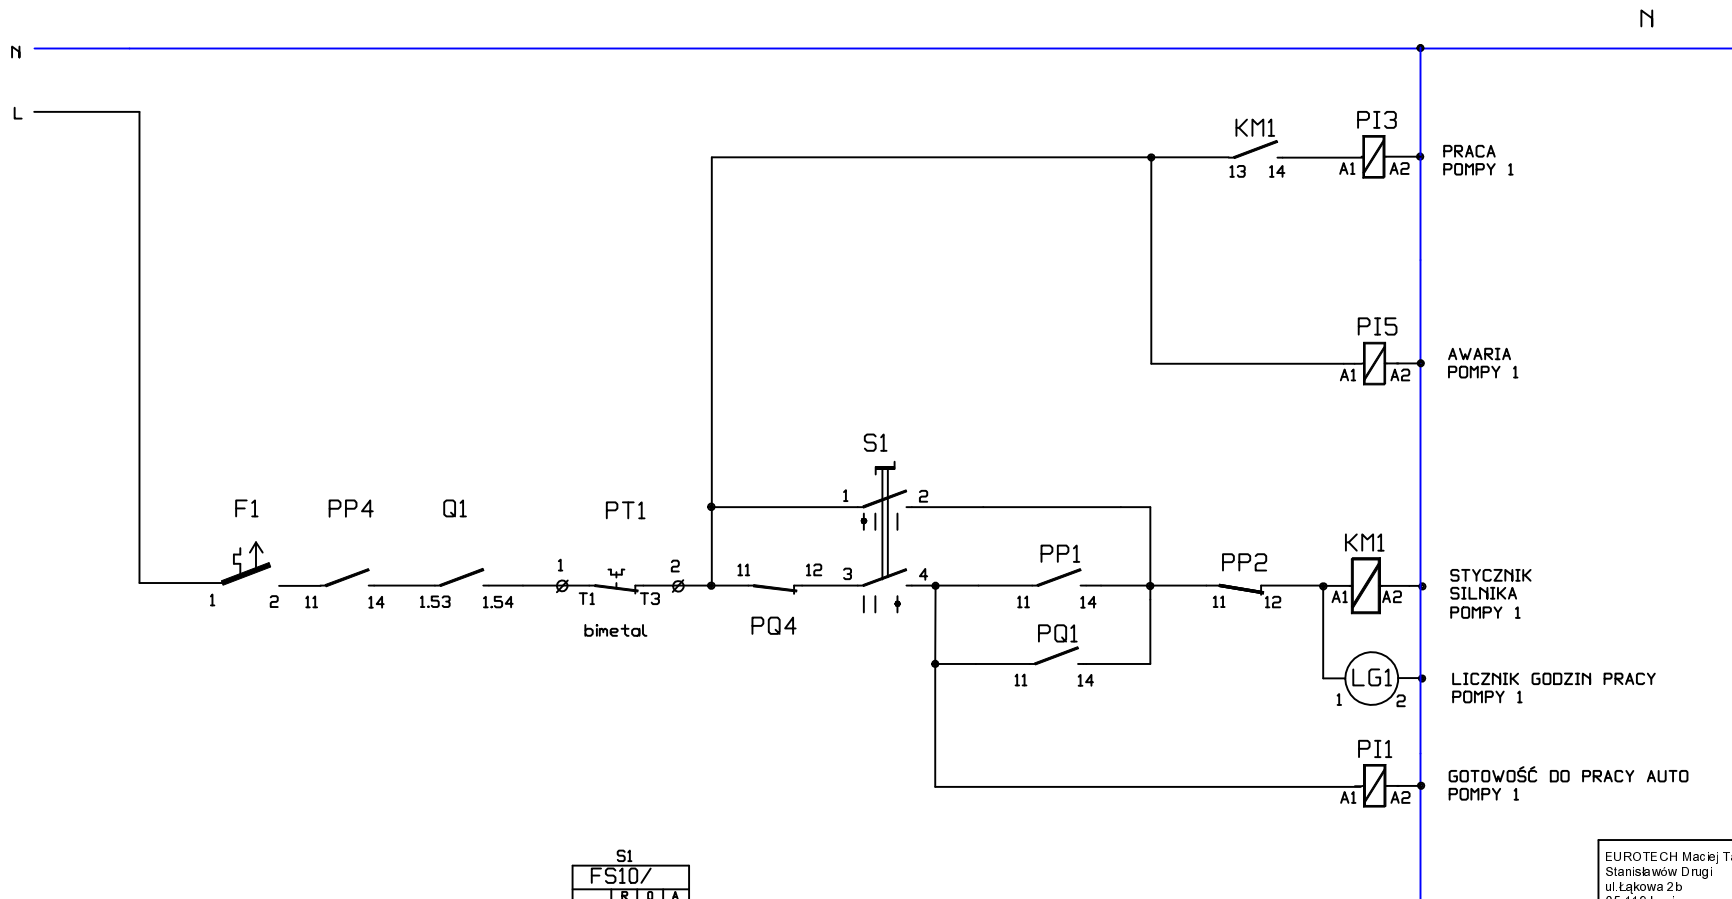 N
N
L
KM1
PI3
13 14 A1 A2
PRACA
POMPY 1
PI5
A1 A2
AWARIA
POMPY 1
S1
1 2
F1 PP4 Q1 PT1
1 2 11 14 1.53 1.54 1 T1 T3 2
bimetal
11 12
PQ4
3 4
PP1
11 14
PQ1
11 14
PP2
11 12
KM1
A1 A2
STYCZNIK
SILNIKA
POMPY 1
LG1
1 2
LICZNIK GODZIN PRACY
POMPY 1
PI1
A1 A2
GOTOWOŚĆ DO PRACY AUTO
POMPY 1
S1
FS10/
R 0 A
EUROTECH Maciej Ta
Stanisławów Drugi
ul.Łąkowa 2b